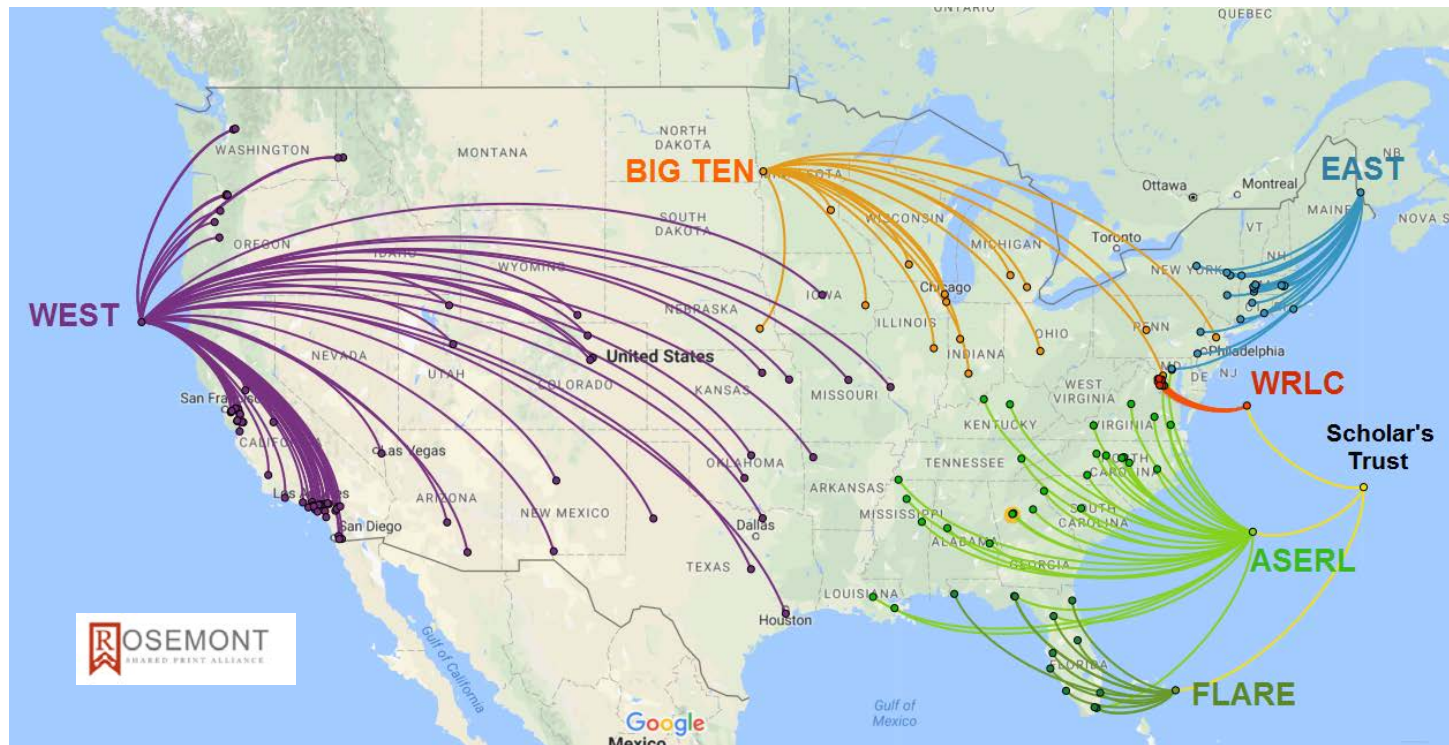 ONTARIO
QUEBEC
NB
NOVA S
WASHINGTON
MONTANA
NORTH
DAKOTA
BIG TEN
MINNESOTA
Ottawa
Montreal
EAST
MAINE
VT
NH
OREGON
IDAHO
SOUTH
DAKOTA
WISCONSIN
MICHIGAN
Toronto
NEW YORK
WYOMING
WEST
Chicago
IOWA
NEBRASKA
ILLINOIS
INDIANA
OHIO
PENN
Philadelphia
MD
DE
NJ
NEVADA
UTAH
COLORADO
United States
KANSAS
MISSOURI
WEST
VIRGINIA
WRLC
San Francisco
CALIFORNIA
Las Vegas
KENTUCKY
VIRGINIA
Scholar's
Trust
OKLAHOMA
TENNESSEE
NORTH
CAROLINA
Los Angeles
ARIZONA
NEW MEXICO
ARKANSAS
MISSISSIPPI
SOUTH
CAROLINA
San Diego
Dallas
ALABAMA
GEORGIA
ASERL
TEXAS
LOUISIANA
Houston
ROSEMONT
SHARED PRINT ALLIANCE
Gulf of California
FLORIDA
FLARE
Gulf of
Mexico
Google
Mexico